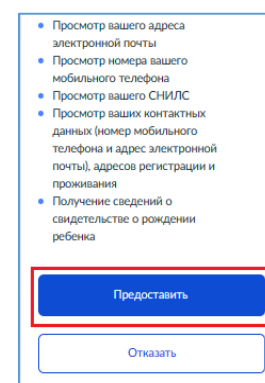 • Просмотр вашего адреса
электронной почты
• Просмотр номера вашего
мобильного телефона
• Просмотр вашего СНИЛС
• Просмотр ваших контактных
данных (номер мобильного
телефона и адрес электронной
почты), адресов регистрации и
проживания
• Получение сведений о
свидетельстве о рождении
ребенка
Предоставить
Отказать